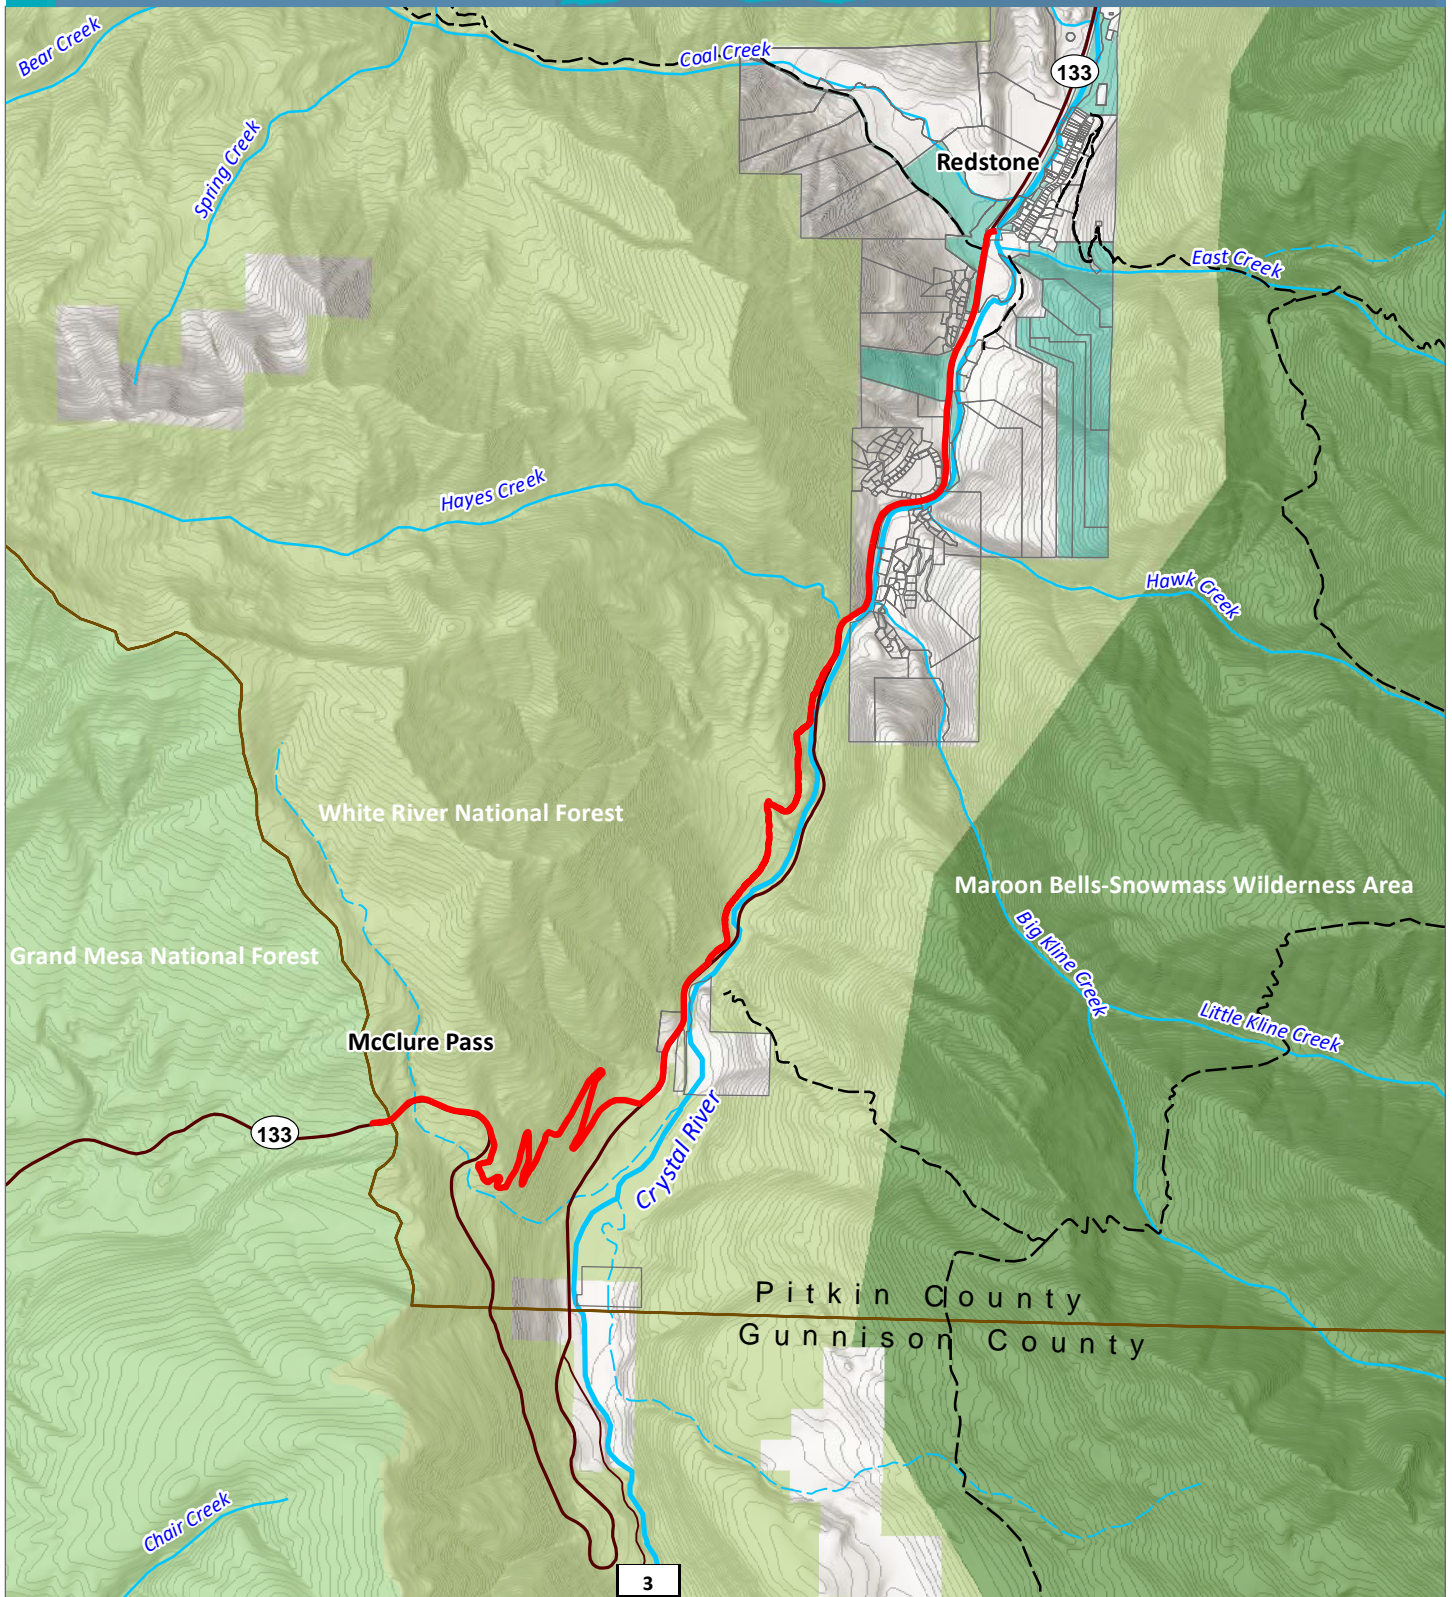 Bear Creek
Coal Creek
133
Spring Creek
Redstone
East Creek
Hayes Creek
Hawk Creek
White River National Forest
Maroon Bells-Snowmass Wilderness Area
Big Kline Creek
Grand Mesa National Forest
Little Kline Creek
McClure Pass
133
Crystal River
Pitkin County
Gunnison County
Chair Creek
3